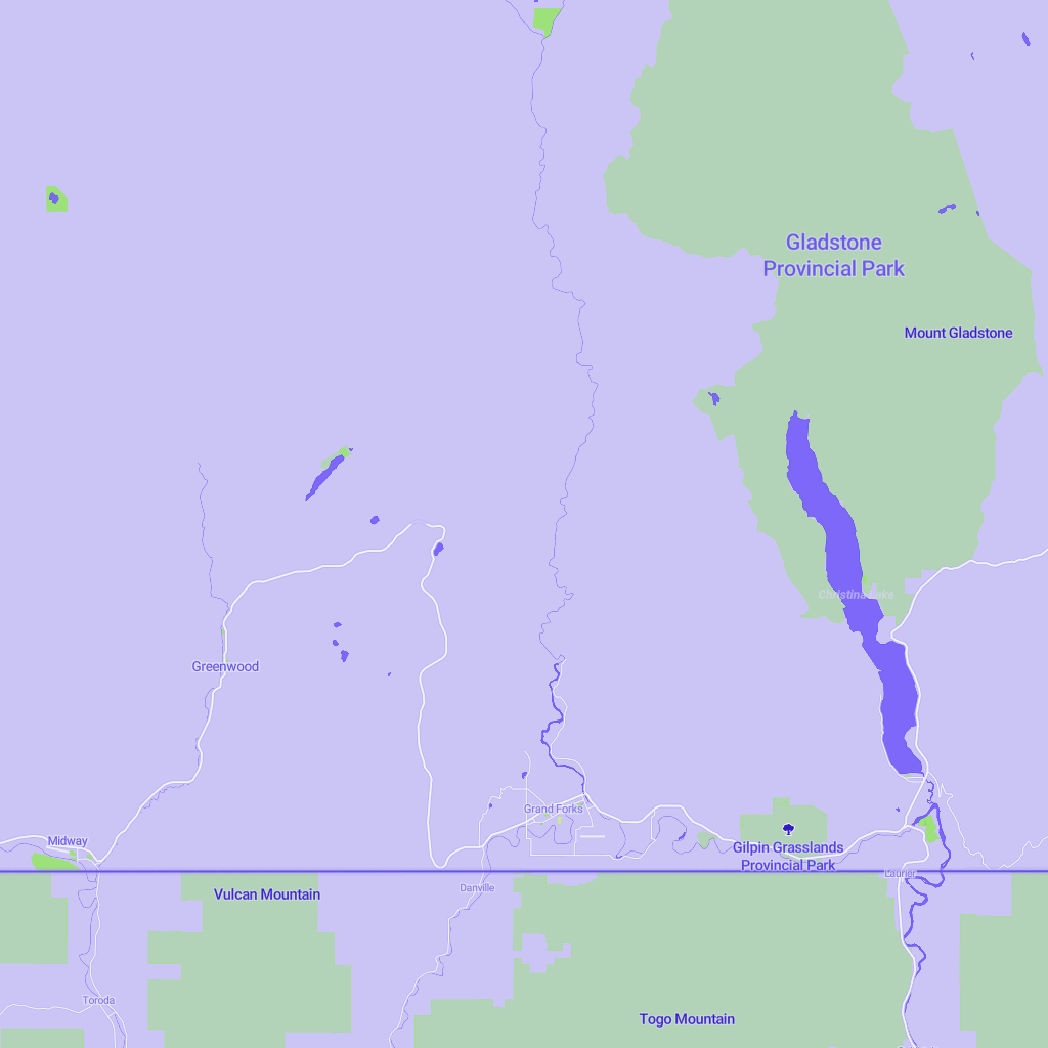 Gladstone
Provincial Park
Mount Gladstone
Christina Lake
Greenwood
Grand Forks
Midway
Gilpin Grasslands
Provincial Park
Laurier
Vulcan Mountain
Danville
Toroda
Togo Mountain